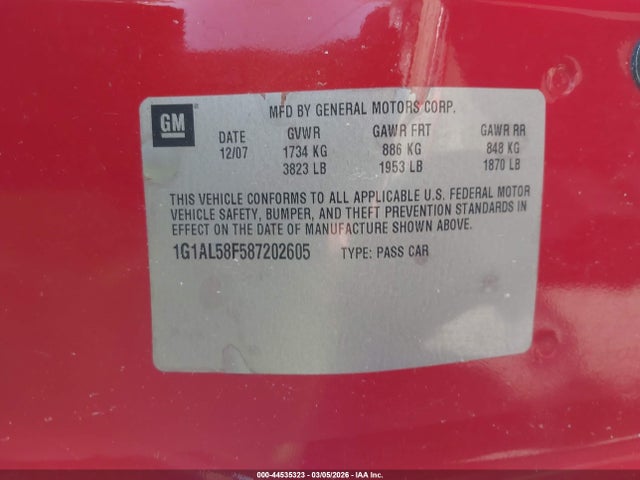 MFD BY GENERAL MOTORS CORP.
GM
DATE GVWR GAWR FRT GAWR RR
12/07 1734 KG 886 KG 848 KG
3823 LB 1953 LB 1870 LB
THIS VEHICLE CONFORMS TO ALL APPLICABLE U.S. FEDERAL MOTOR
VEHICLE SAFETY, BUMPER, AND THEFT PREVENTION STANDARDS IN
EFFECT ON THE DATE OF MANUFACTURE SHOWN ABOVE.
1G1AL58F587202605 TYPE: PASS CAR
000-44535323 | 03/05/2026 | IAA Inc.